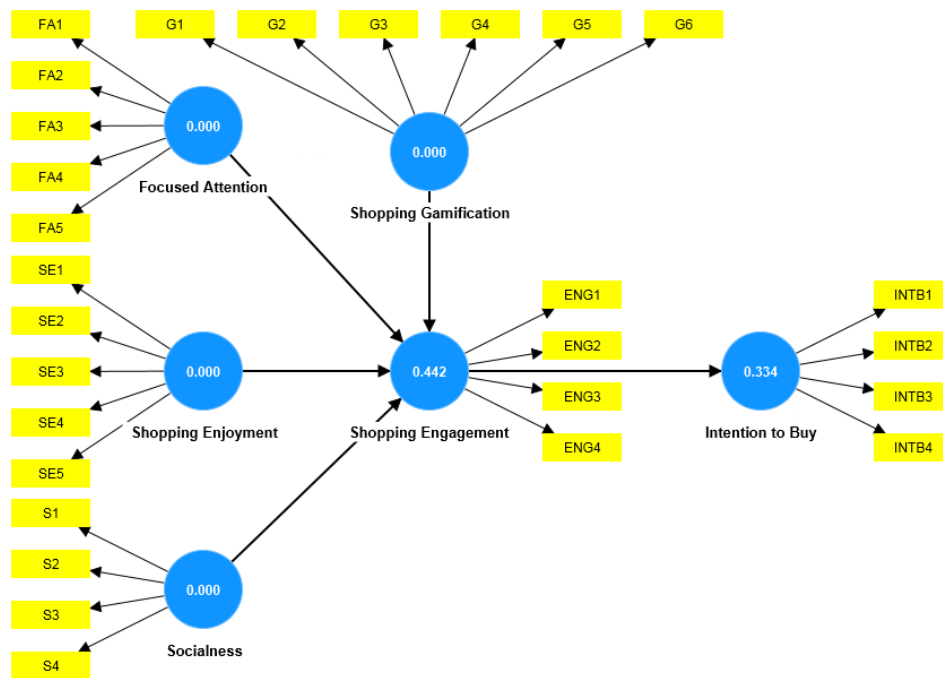 FA1
G1
G2
G3
G4
G5
G6
FA2
FA3
FA4
FA5
0.000
Focused Attention
0.000
Shopping Gamification
SE1
SE2
SE3
SE4
SE5
0.000
Shopping Enjoyment
0.442
Shopping Engagement
ENG1
ENG2
ENG3
ENG4
0.334
Intention to Buy
INTB1
INTB2
INTB3
INTB4
S1
S2
S3
S4
0.000
Socialness